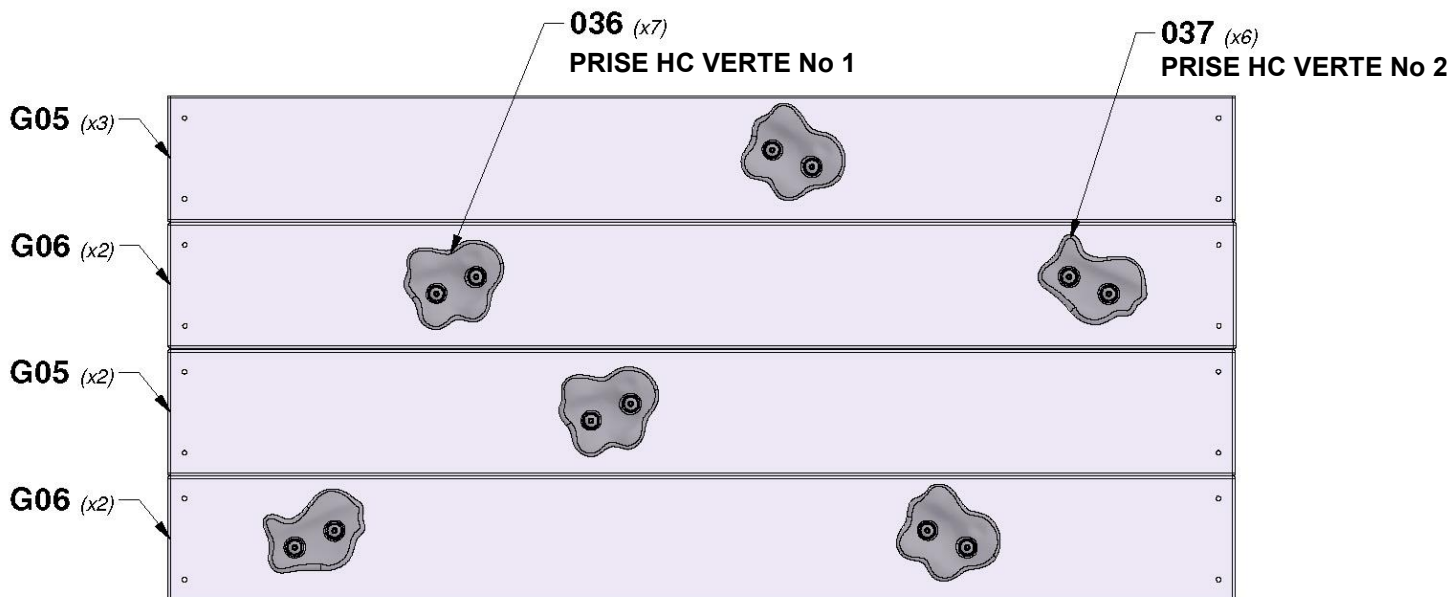 036 (x7)
PRISE HC VERTE No 1
037 (x6)
PRISE HC VERTE No 2
G05 (x3)
G06 (x2)
G05 (x2)
G06 (x2)